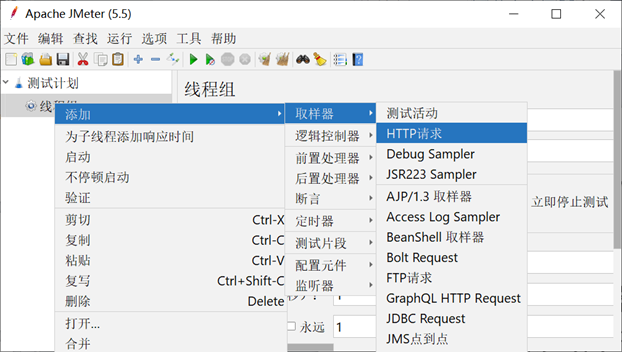 Apache JMeter (5.5)
文件 编辑 查找 运行 选项 工具 帮助
测试计划
线程组
线程组
添加
为子线程添加响应时间
启动
不停顿启动
验证
剪切 Ctrl-X
复制 Ctrl-C
粘贴 Ctrl-V
复写 Ctrl+Shift-C
删除 Delete
打开...
合并
取样器
逻辑控制器
前置处理器
后置处理器
断言
定时器
测试片段
配置元件
监听器
测试活动
HTTP请求
Debug Sampler
JSR223 Sampler
AJP/1.3 取样器
Access Log Sampler
BeanShell 取样器
Bolt Request
FTP请求
GraphQL HTTP Request
JDBC Request
JMS点到点
立即停止测试
永远 1